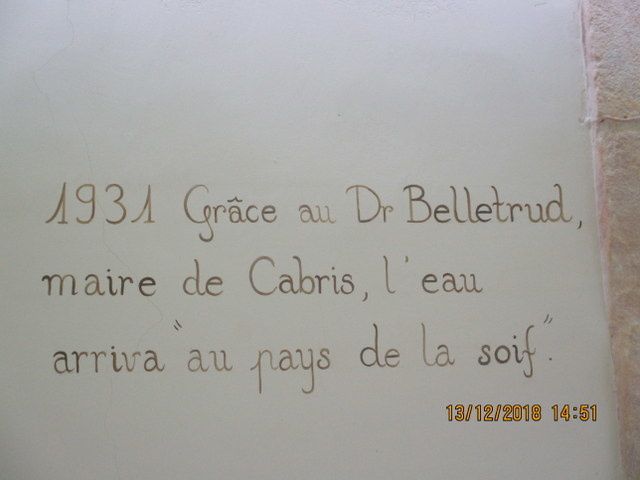 1931 Grâce au Dr Belletrud,
maire de Cabris, l'eau
arriva "au pays de la soif".
13/12/2018 14:51